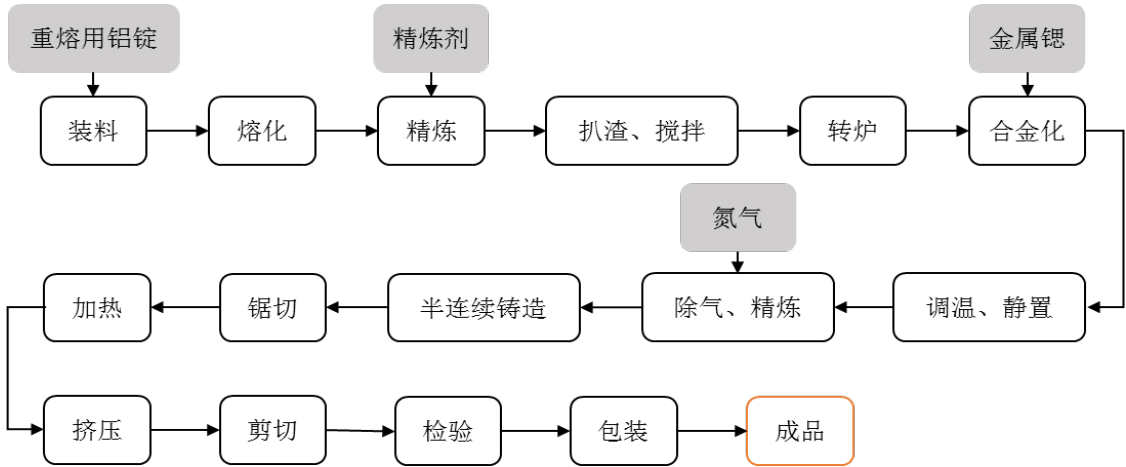 重熔用铝锭
精炼剂
金属锶
装料
熔化
精炼
扒渣、搅拌
转炉
合金化
氮气
加热
锯切
半连续铸造
除气、精炼
调温、静置
挤压
剪切
检验
包装
成品